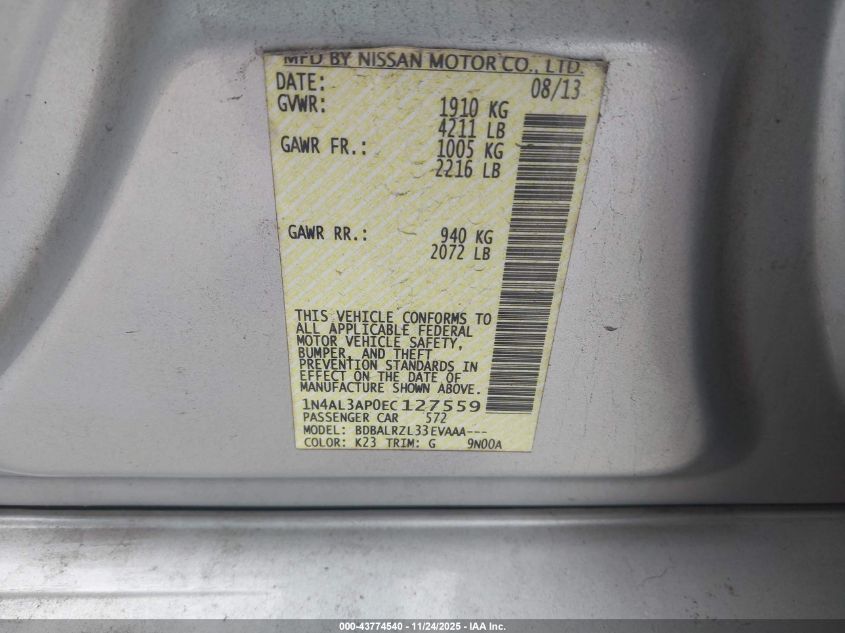 MFD BY NISSAN MOTOR CO., LTD.
DATE: 08/13
GVWR: 1910 KG
4211 LB
GAWR FR.: 1005 KG
2216 LB
GAWR RR.: 940 KG
2072 LB
THIS VEHICLE CONFORMS TO
ALL APPLICABLE FEDERAL
MOTOR VEHICLE SAFETY,
BUMPER, AND THEFT
PREVENTION STANDARDS IN
EFFECT ON THE DATE OF
MANUFACTURE SHOWN ABOVE.
1N4AL3AP0EC127559
PASSENGER CAR 572
MODEL: BDBALRZL33EVAAA---
COLOR: K23 TRIM: G 9N00A
000-43774540 - 11/24/2025 - IAA Inc.